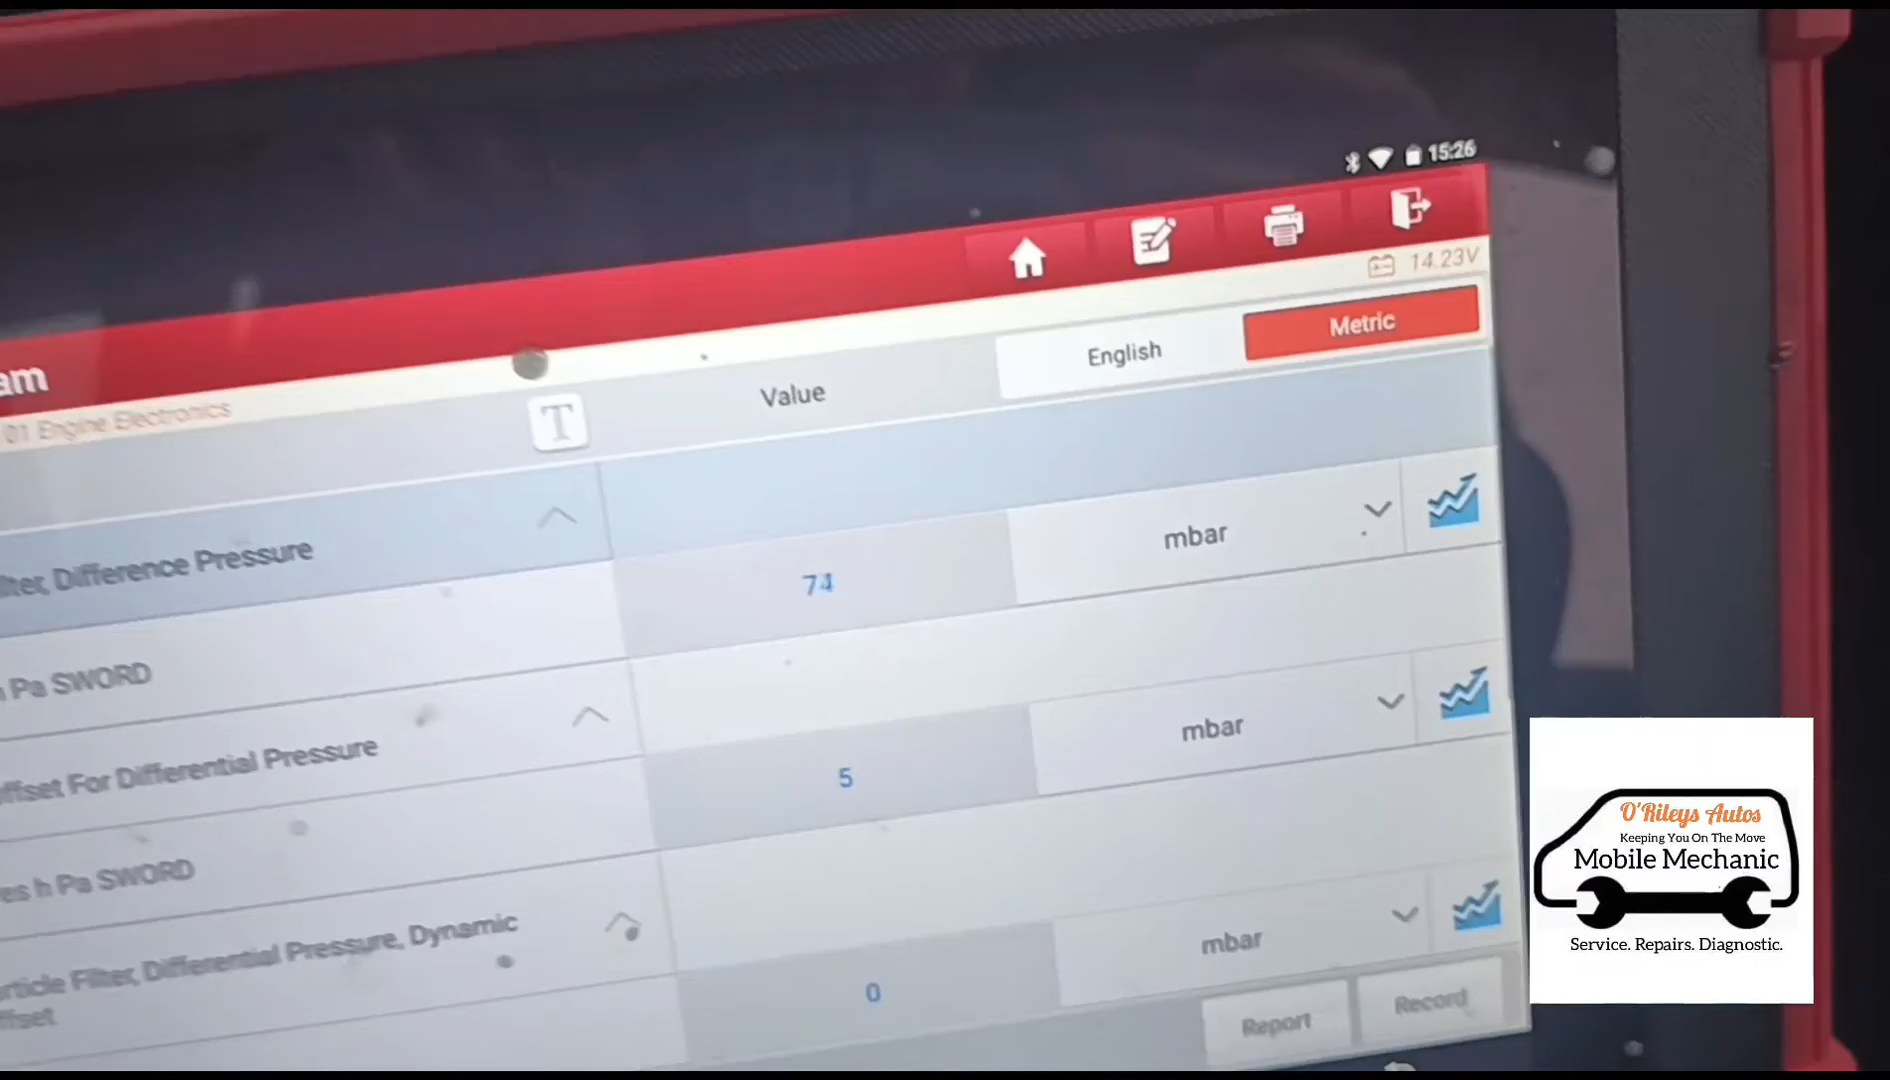 15:26
14.23V
am
01 Engine Electronics
T
Value
English
Metric
lter, Difference Pressure
74
mbar
h Pa SWORD
ffset For Differential Pressure
5
mbar
es h Pa SWORD
rticle Filter, Differential Pressure, Dynamic
ffset
0
mbar
Report
Record
O'Rileys Autos
Keeping You On The Move
Mobile Mechanic
Service. Repairs. Diagnostic.